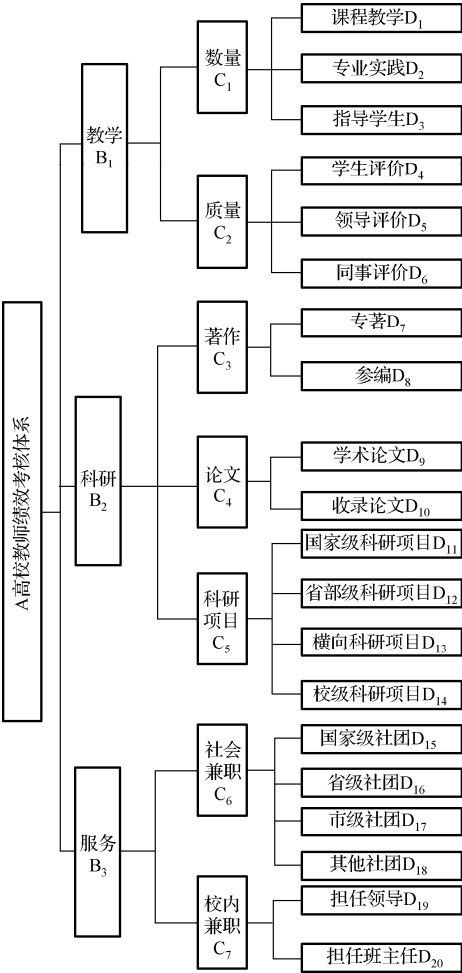 A高校教师绩效考核体系
教学
B₁
数量
C₁
课程教学D₁
专业实践D₂
指导学生D₃
质量
C₂
学生评价D₄
领导评价D₅
同事评价D₆
科研
B₂
著作
C₃
专著D₇
参编D₈
论文
C₄
学术论文D₉
收录论文D₁₀
科研
项目
C₅
国家级科研项目D₁₁
省部级科研项目D₁₂
横向科研项目D₁₃
校级科研项目D₁₄
服务
B₃
社会
兼职
C₆
国家级社团D₁₅
省级社团D₁₆
市级社团D₁₇
其他社团D₁₈
校内
兼职
C₇
担任领导D₁₉
担任班主任D₂₀